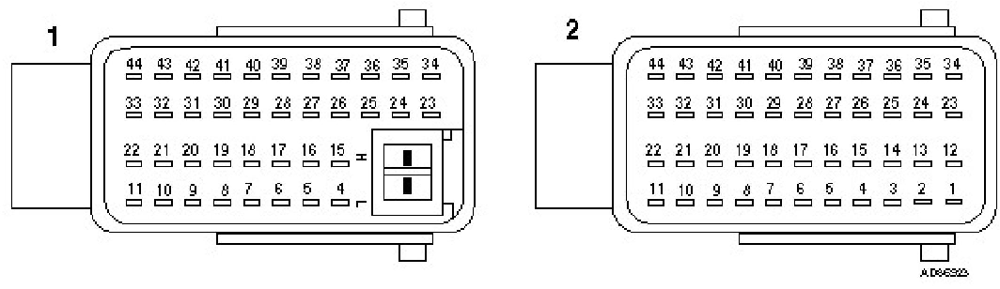 1
44 43 42 41 40 39 38 37 36 35 34
33 32 31 30 29 28 27 26 25 24 23
22 21 20 19 18 17 16 15 H
11 10 9 8 7 6 5 4 L
2
44 43 42 41 40 39 38 37 36 35 34
33 32 31 30 29 28 27 26 25 24 23
22 21 20 19 18 17 16 15 14 13 12
11 10 9 8 7 6 5 4 3 2 1